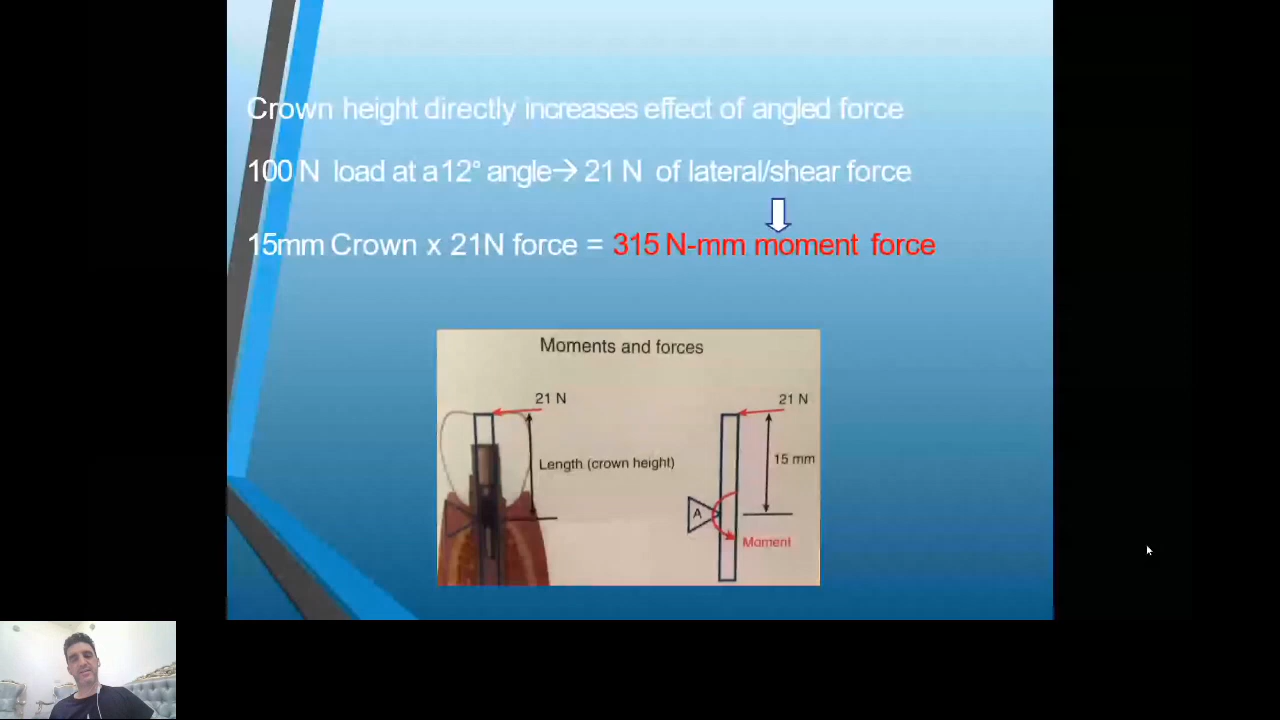 Crown height directly increases effect of angled force
100 N load at a 12° angle→ 21 N of lateral/shear force
15mm Crown x 21N force = 315 N-mm moment force
Moments and forces
21 N
21 N
Length (crown height)
15 mm
A
Moment